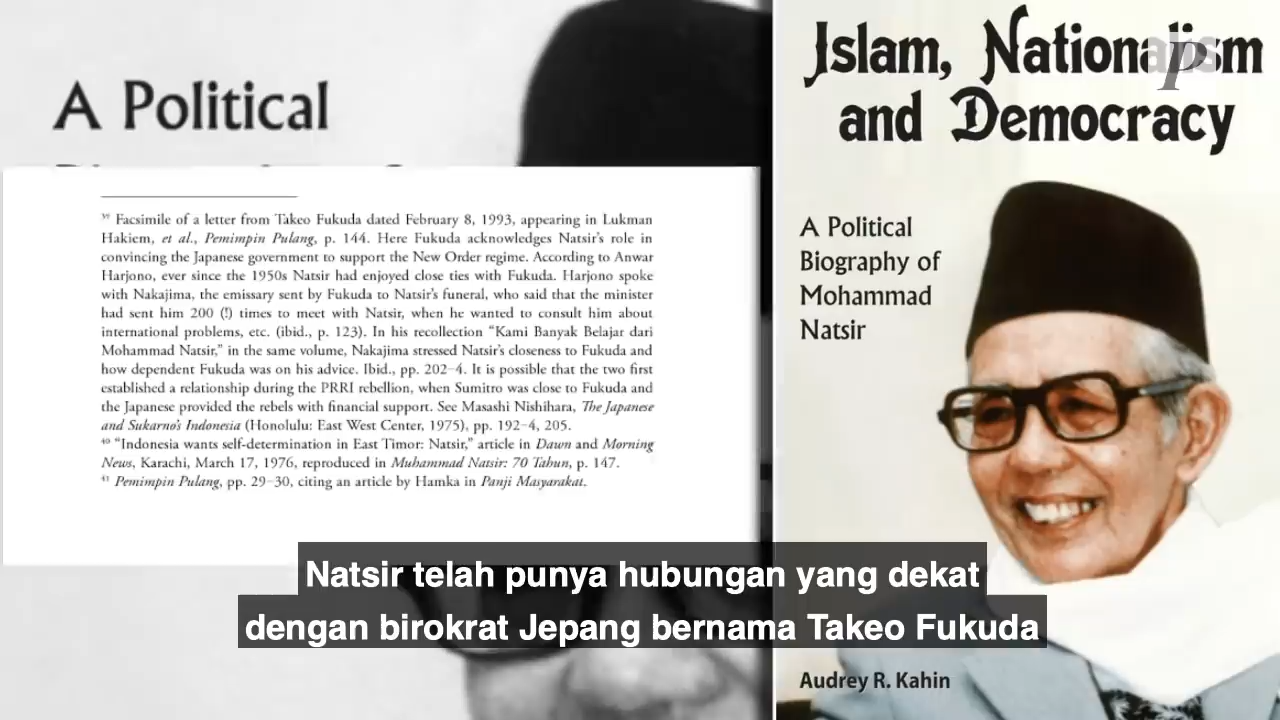 A Political
³⁹ Facsimile of a letter from Takeo Fukuda dated February 8, 1993, appearing in Lukman
Hakiem, et al., Pemimpin Pulang, p. 144. Here Fukuda acknowledges Natsir's role in
convincing the Japanese government to support the New Order regime. According to Anwar
Harjono, ever since the 1950s Natsir had enjoyed close ties with Fukuda. Harjono spoke
with Nakajima, the emissary sent by Fukuda to Natsir's funeral, who said that the minister
had sent him 200 (!) times to meet with Natsir, when he wanted to consult him about
international problems, etc. (ibid., p. 123). In his recollection "Kami Banyak Belajar dari
Mohammad Natsir," in the same volume, Nakajima stressed Natsir's closeness to Fukuda and
how dependent Fukuda was on his advice. Ibid., pp. 202–4. It is possible that the two first
established a relationship during the PRRI rebellion, when Sumitro was close to Fukuda and
the Japanese provided the rebels with financial support. See Masashi Nishihara, The Japanese
and Sukarno's Indonesia (Honolulu: East West Center, 1975), pp. 192–4, 205.
⁴⁰ "Indonesia wants self-determination in East Timor: Natsir," article in Dawn and Morning
News, Karachi, March 17, 1976, reproduced in Muhammad Natsir: 70 Tahun, p. 147.
⁴¹ Pemimpin Pulang, pp. 29–30, citing an article by Hamka in Panji Masyarakat.
Islam, Nationalism
and Democracy
A Political
Biography of
Mohammad
Natsir
Natsir telah punya hubungan yang dekat
dengan birokrat Jepang bernama Takeo Fukuda
Audrey R. Kahin